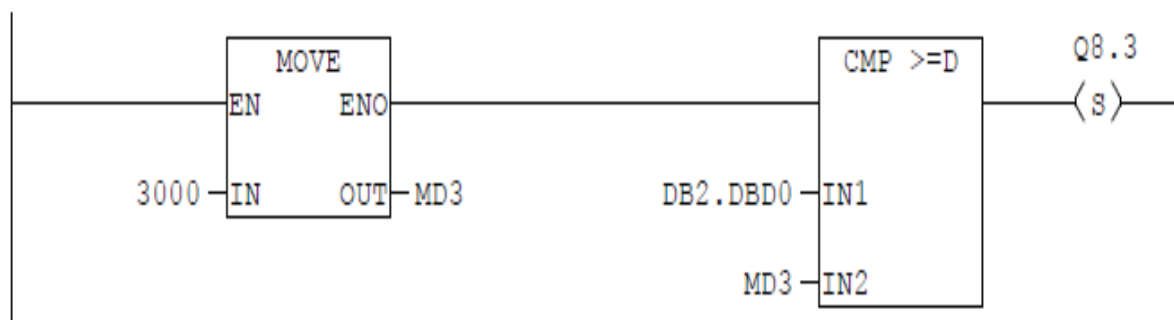 MOVE
EN ENO
3000 IN OUT MD3
CMP >=D
DB2.DBD0 IN1
MD3 IN2
Q8.3
S